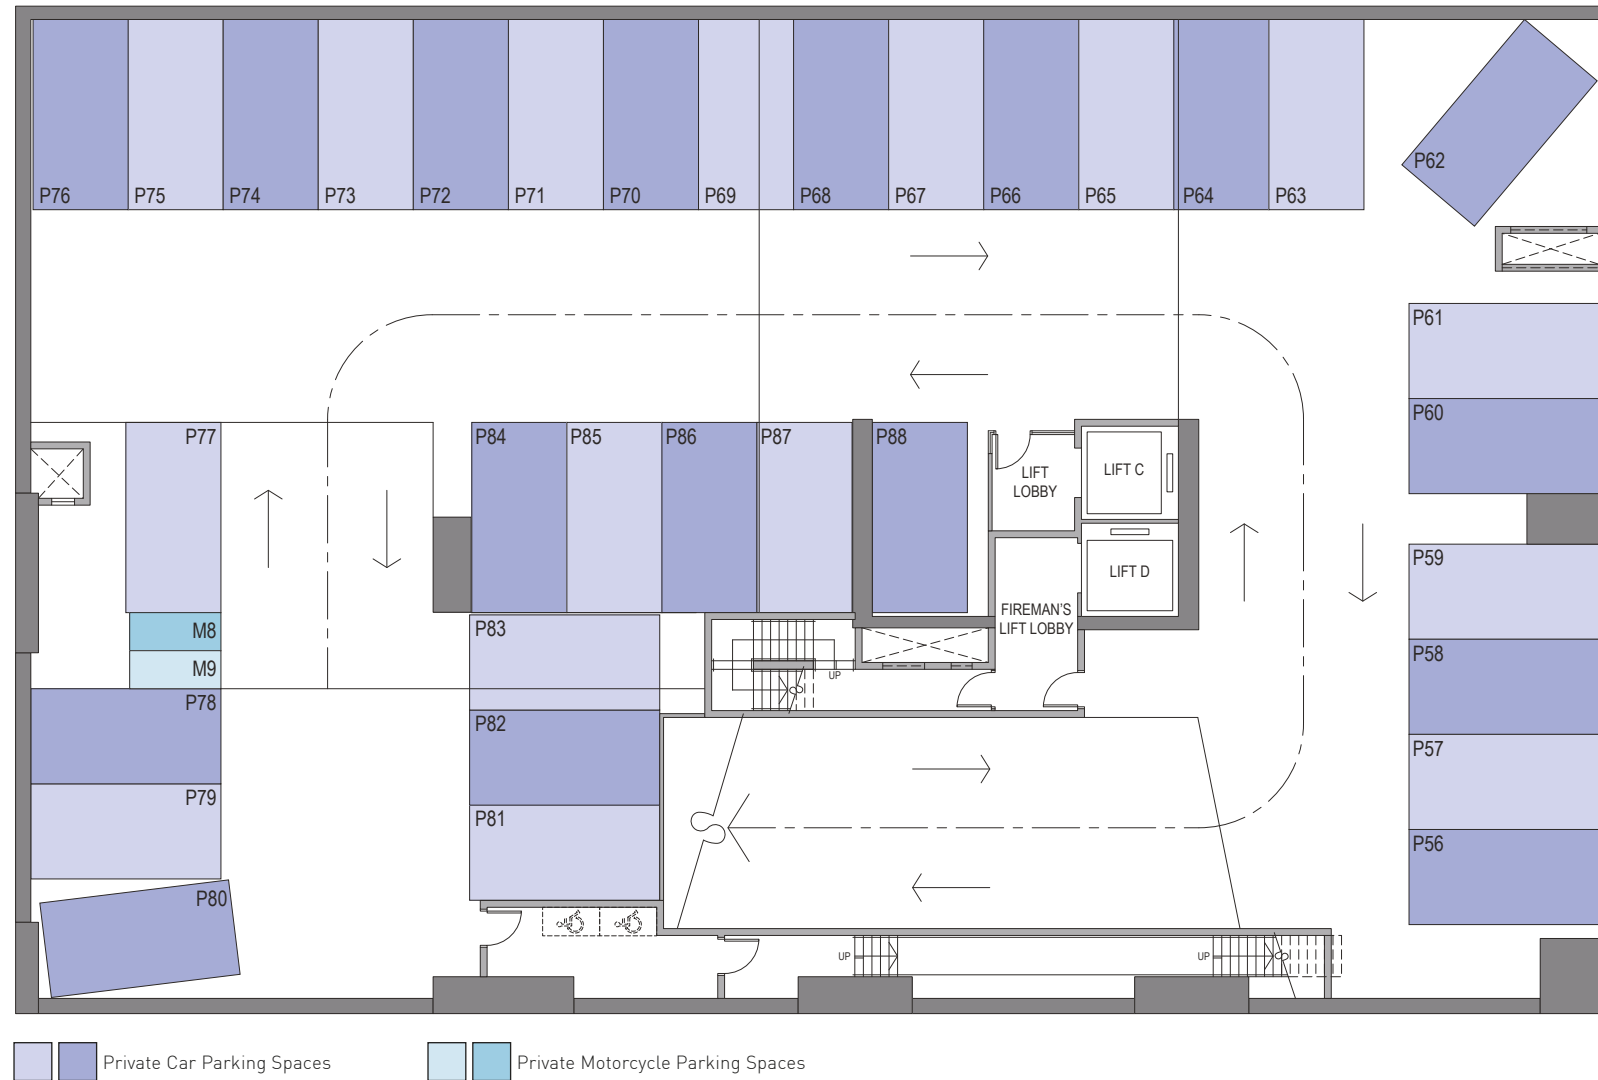 P76 P75 P74 P73 P72 P71 P70 P69 P68 P67 P66 P65 P64 P63
P62
P61
P60
P77
P84 P85 P86 P87 P88
LIFT
LOBBY
LIFT C
P59
LIFT D
FIREMAN'S
LIFT LOBBY
M8
M9
P83
P58
UP
P78
P82
P57
P79
P81
P56
P80
UP
UP
Private Car Parking Spaces
Private Motorcycle Parking Spaces